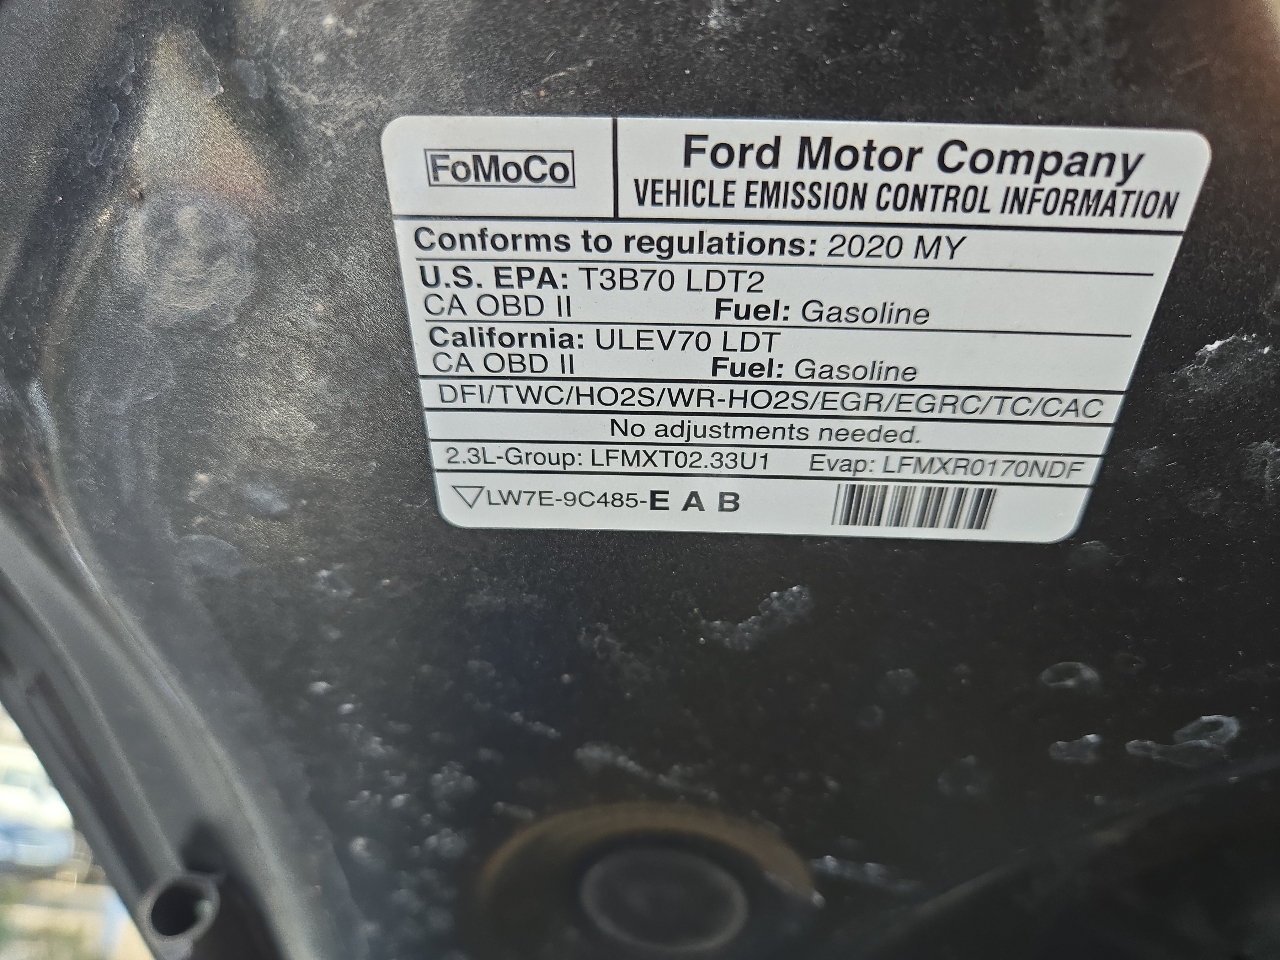 FoMoCo
Ford Motor Company
VEHICLE EMISSION CONTROL INFORMATION
Conforms to regulations: 2020 MY
U.S. EPA: T3B70 LDT2
CA OBD II Fuel: Gasoline
California: ULEV70 LDT
CA OBD II Fuel: Gasoline
DFI/TWC/HO2S/WR-HO2S/EGR/EGRC/TC/CAC
No adjustments needed.
2.3L-Group: LFMXT02.33U1 Evap: LFMXR0170NDF
▽LW7E-9C485-E A B